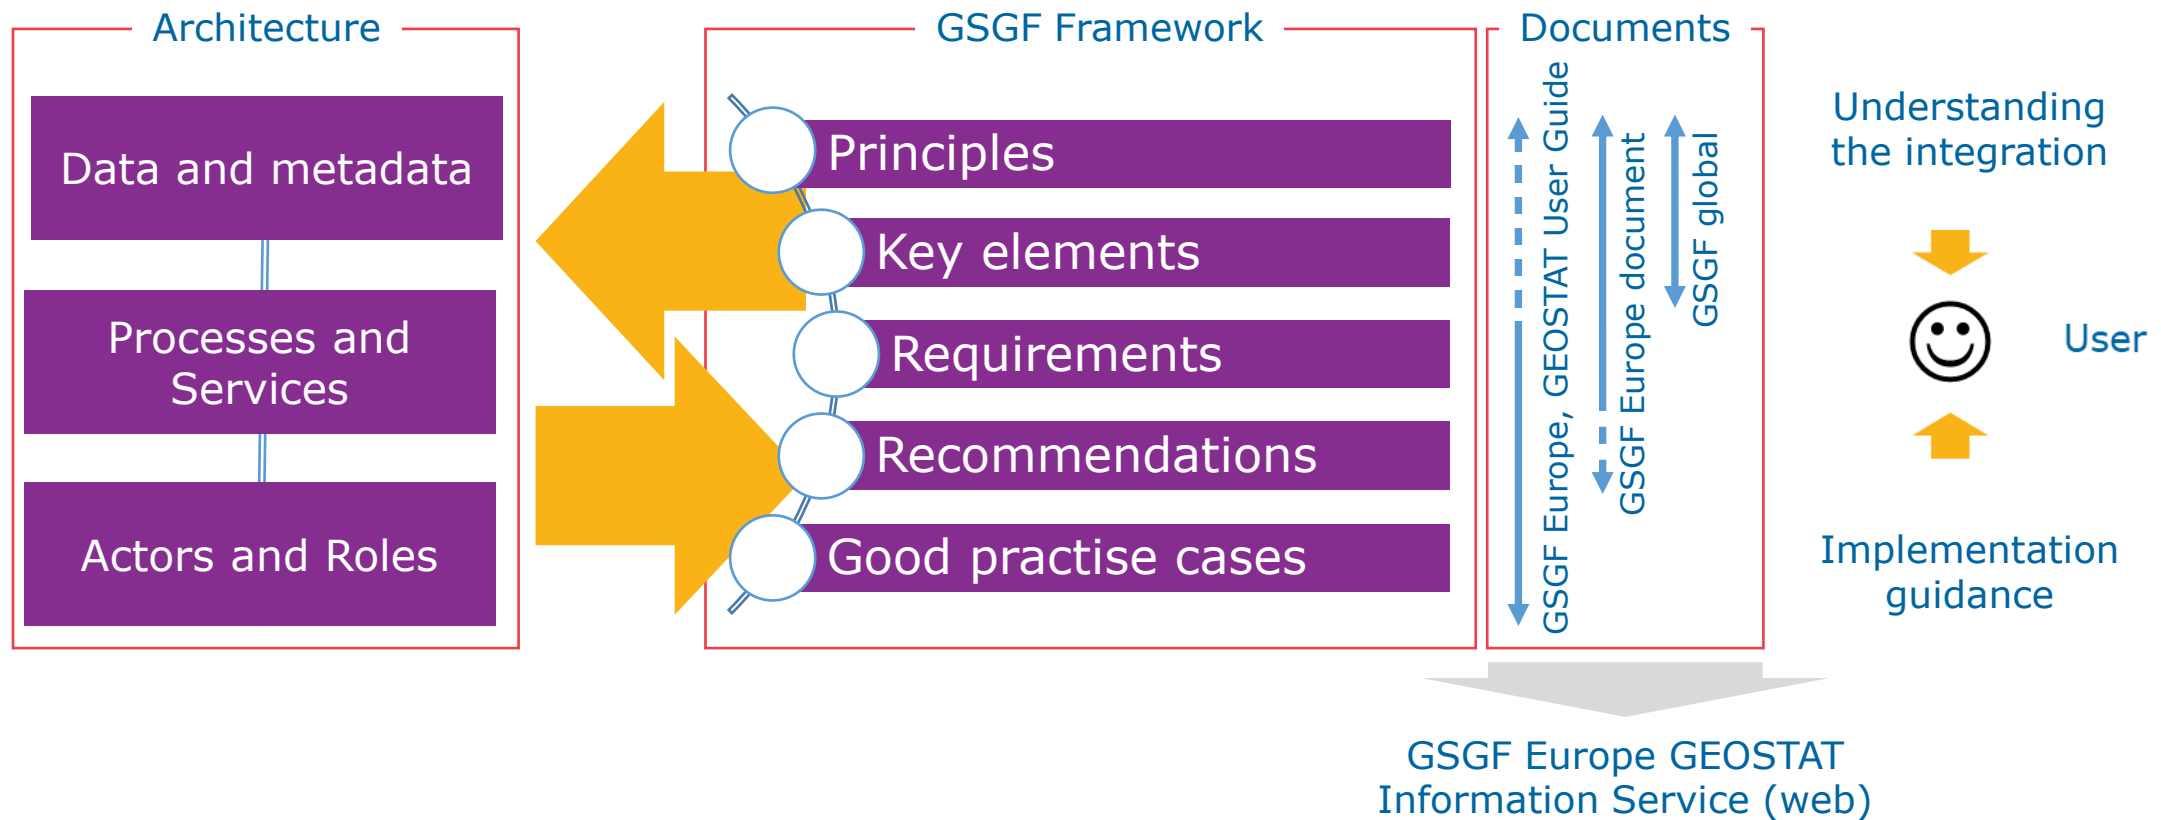 Architecture
Data and metadata
Processes and
Services
Actors and Roles
GSGF Framework
Principles
Key elements
Requirements
Recommendations
Good practise cases
Documents
GSGF Europe, GEOSTAT User Guide
GSGF Europe document
GSGF global
Understanding
the integration
User
Implementation
guidance
GSGF Europe GEOSTAT
Information Service (web)